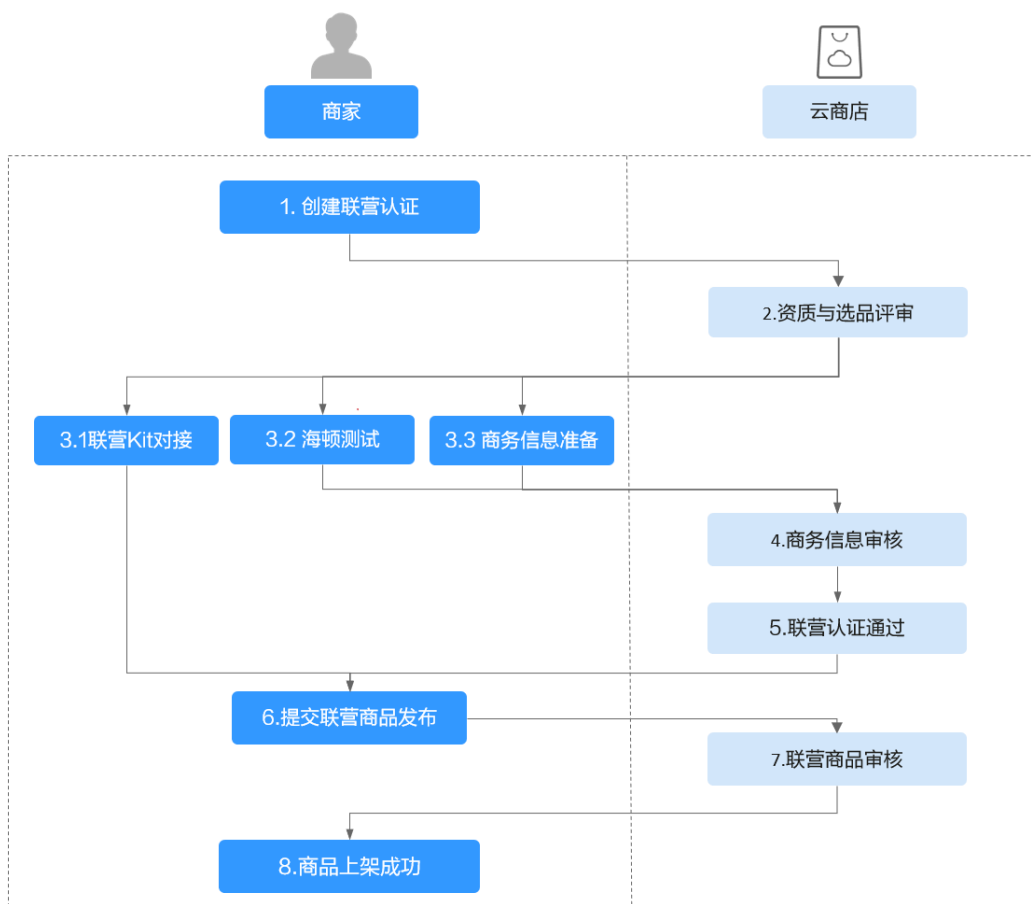 商家
云商店
1. 创建联营认证
2.资质与选品评审
3.1联营Kit对接
3.2 海顿测试
3.3 商务信息准备
4.商务信息审核
5.联营认证通过
6.提交联营商品发布
7.联营商品审核
8.商品上架成功